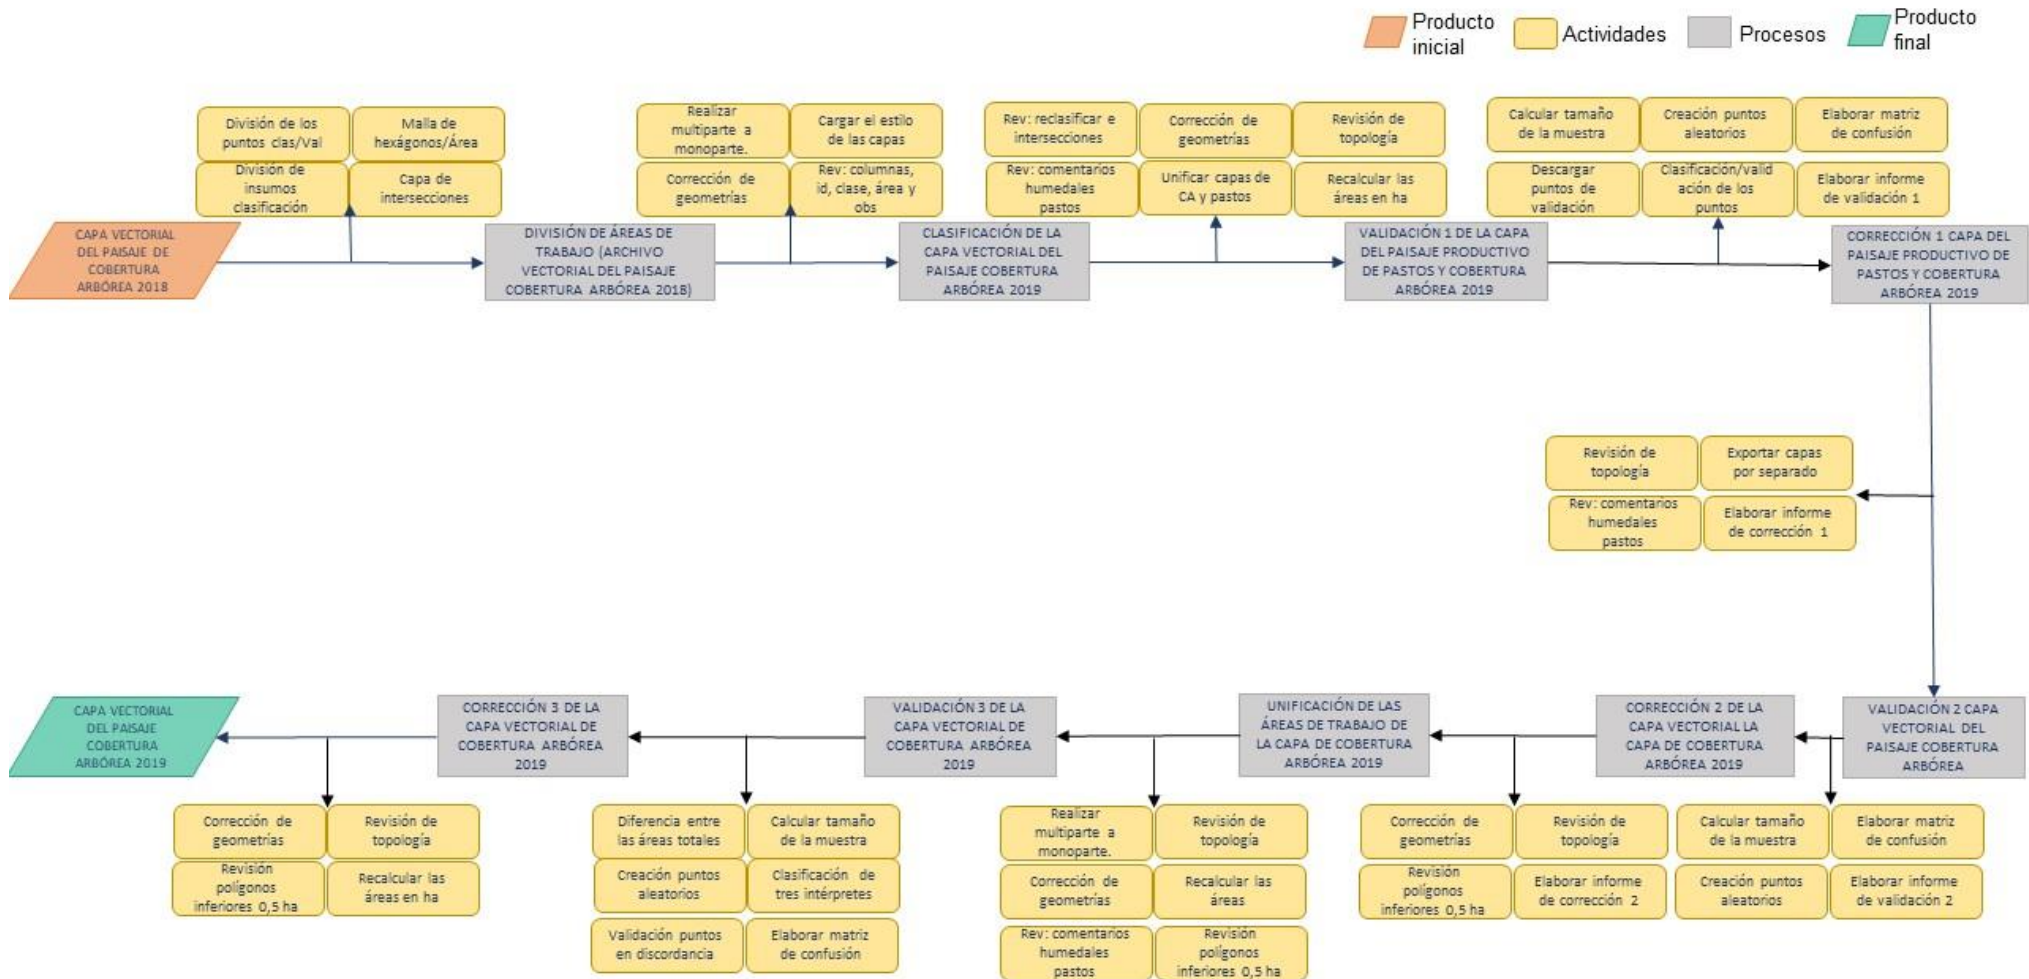 Producto
inicial
Actividades
Procesos
Producto
final
División de los
puntos clas/Val
Malla de
hexágonos/Área
División de
insumos
clasificación
Capa de
intersecciones
Realizar
multiparte a
monoparte.
Cargar el estilo
de las capas
Corrección de
geometrías
Rev: columnas,
id, clase, área y
obs
Rev: reclasificar e
intersecciones
Corrección de
geometrías
Revisión de
topología
Rev: comentarios
humedales
pastos
Unificar capas de
CA y pastos
Recalcular las
áreas en ha
Calcular tamaño
de la muestra
Creación puntos
aleatorios
Elaborar matriz
de confusión
Descargar
puntos de
validación
Clasificación/valid
ación de los
puntos
Elaborar informe
de validación 1
CAPA VECTORIAL
DEL PAISAJE DE
COBERTURA
ARBÓREA 2018
DIVISIÓN DE ÁREAS DE
TRABAJO (ARCHIVO
VECTORIAL DEL PAISAJE
COBERTURA ARBÓREA 2018)
CLASIFICACIÓN DE LA
CAPA VECTORIAL DEL
PAISAJE COBERTURA
ARBÓREA 2019
VALIDACIÓN 1 DE LA CAPA
DEL PAISAJE PRODUCTIVO
DE PASTOS Y COBERTURA
ARBÓREA 2019
CORRECCIÓN 1 CAPA DEL
PAISAJE PRODUCTIVO DE
PASTOS Y COBERTURA
ARBÓREA 2019
Revisión de
topología
Exportar capas
por separado
Rev: comentarios
humedales
pastos
Elaborar informe
de corrección 1
CAPA VECTORIAL
DEL PAISAJE
COBERTURA
ARBÓREA 2019
CORRECCIÓN 3 DE LA
CAPA VECTORIAL DE
COBERTURA ARBÓREA
2019
VALIDACIÓN 3 DE LA
CAPA VECTORIAL DE
COBERTURA ARBÓREA
2019
UNIFICACIÓN DE LAS
ÁREAS DE TRABAJO DE
LA CAPA DE COBERTURA
ARBÓREA 2019
CORRECCIÓN 2 DE LA
CAPA VECTORIAL LA
CAPA DE COBERTURA
ARBÓREA 2019
VALIDACIÓN 2 CAPA
VECTORIAL DEL
PAISAJE COBERTURA
ARBÓREA
Corrección de
geometrías
Revisión de
topología
Revisión
polígonos
inferiores 0,5 ha
Recalcular las
áreas en ha
Diferencia entre
las áreas totales
Calcular tamaño
de la muestra
Creación puntos
aleatorios
Clasificación de
tres intérpretes
Validación puntos
en discordancia
Elaborar matriz
de confusión
Realizar
multiparte a
monoparte.
Revisión de
topología
Corrección de
geometrías
Recalcular las
áreas
Rev: comentarios
humedales
pastos
Revisión
polígonos
inferiores 0,5 ha
Corrección de
geometrías
Revisión de
topología
Revisión
polígonos
inferiores 0,5 ha
Elaborar informe
de corrección 2
Calcular tamaño
de la muestra
Elaborar matriz
de confusión
Creación puntos
aleatorios
Elaborar informe
de validación 2